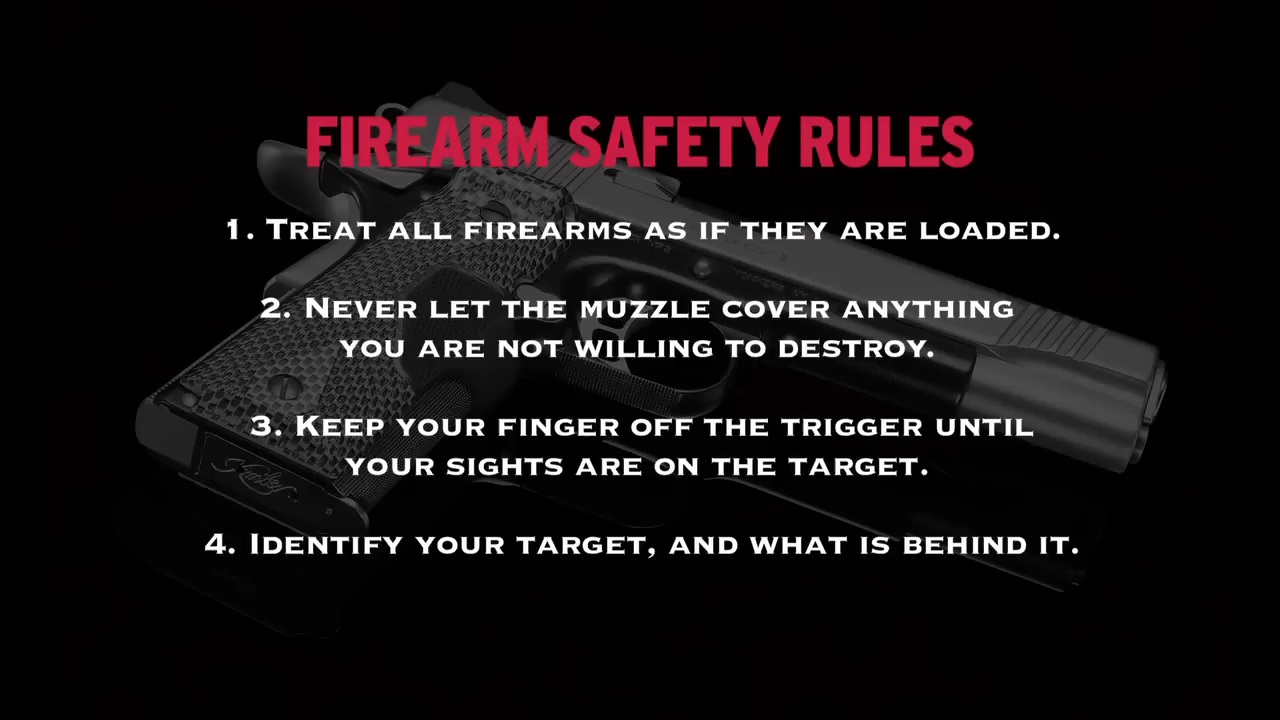 FIREARM SAFETY RULES
1. TREAT ALL FIREARMS AS IF THEY ARE LOADED.
2. NEVER LET THE MUZZLE COVER ANYTHING
YOU ARE NOT WILLING TO DESTROY.
3. KEEP YOUR FINGER OFF THE TRIGGER UNTIL
YOUR SIGHTS ARE ON THE TARGET.
4. IDENTIFY YOUR TARGET, AND WHAT IS BEHIND IT.
Kimber